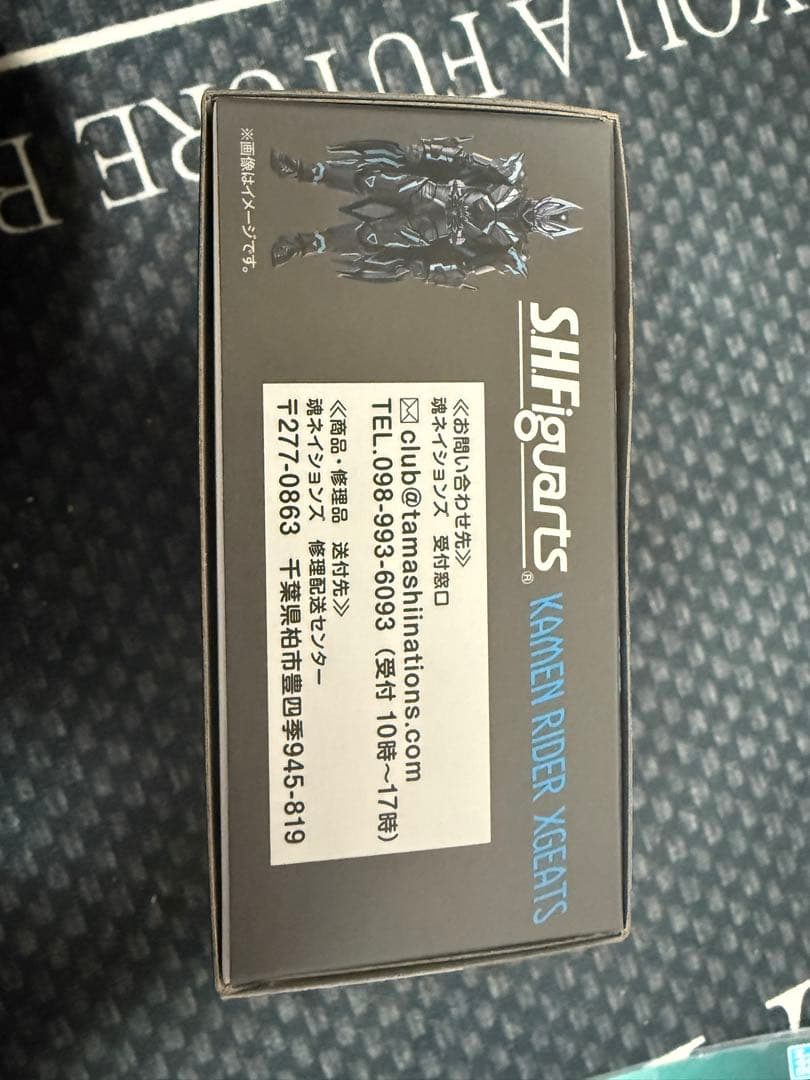 YOU A FUTURE B
YOU
S.H.Figuarts®
KAMEN RIDER XGEATS
《お問い合わせ先》
魂ネイションズ 受付窓口
✉ club@tamashiinations.com
TEL.098-993-6093（受付 10時～17時）
《商品・修理品 送付先》
魂ネイションズ 修理配送センター
〒277-0863 千葉県柏市豊四季945-819
※画像はイメージです。